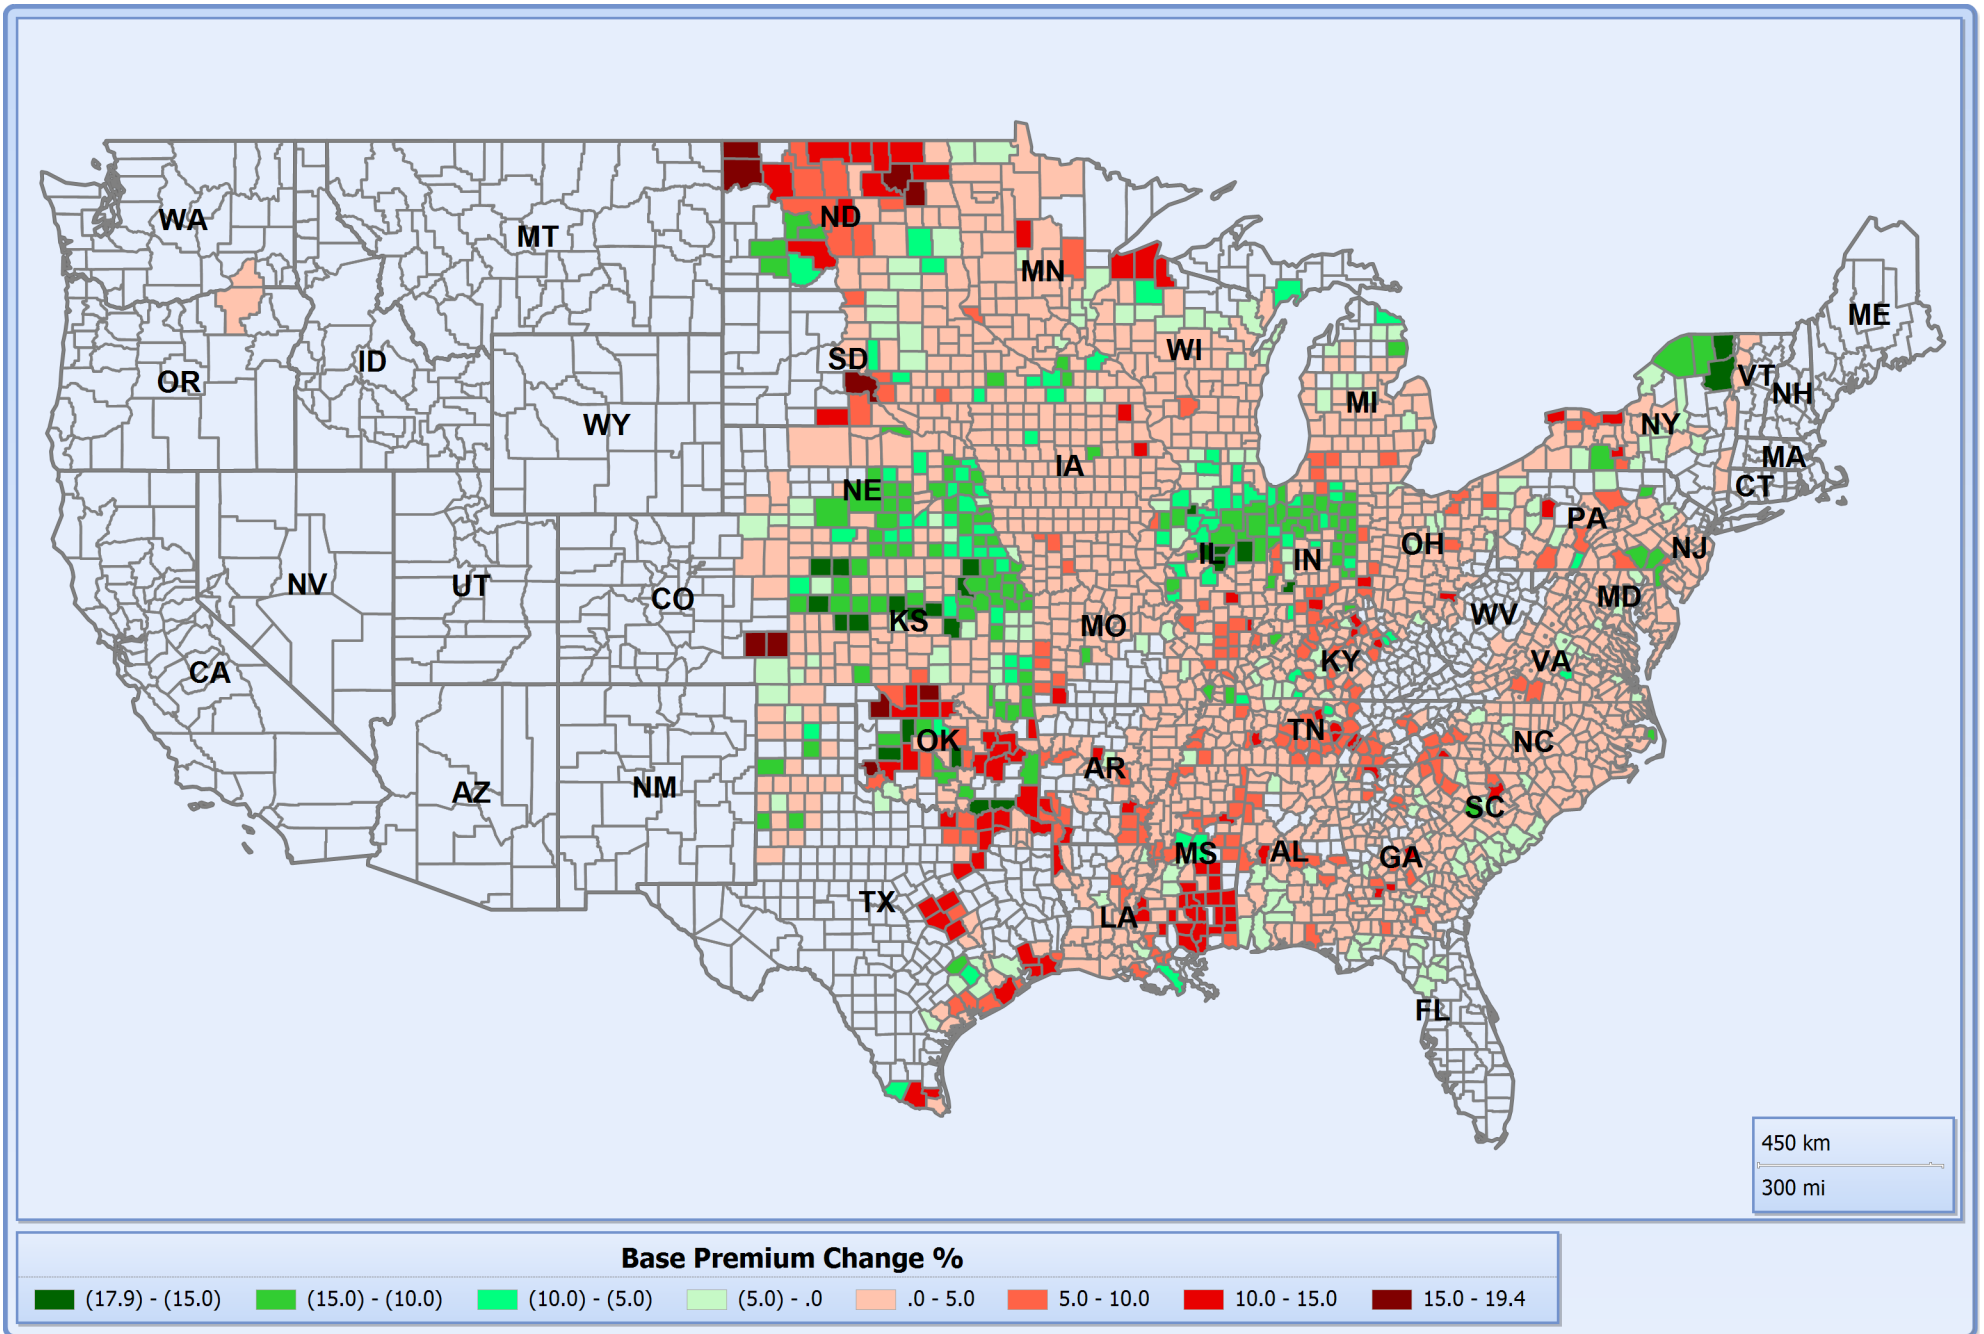 WA
MT
ND
MN
ME
OR
ID
SD
WI
VT
NH
WY
MI
NY
MA
IA
NE
CT
PA
NV
UT
CO
IL
IN
OH
NJ
MD
CA
KS
MO
WV
KY
VA
AZ
NM
OK
AR
TN
NC
SC
TX
LA
MS
AL
GA
FL
450 km
300 mi
Base Premium Change %
(17.9) - (15.0) (15.0) - (10.0) (10.0) - (5.0) (5.0) - .0 .0 - 5.0 5.0 - 10.0 10.0 - 15.0 15.0 - 19.4